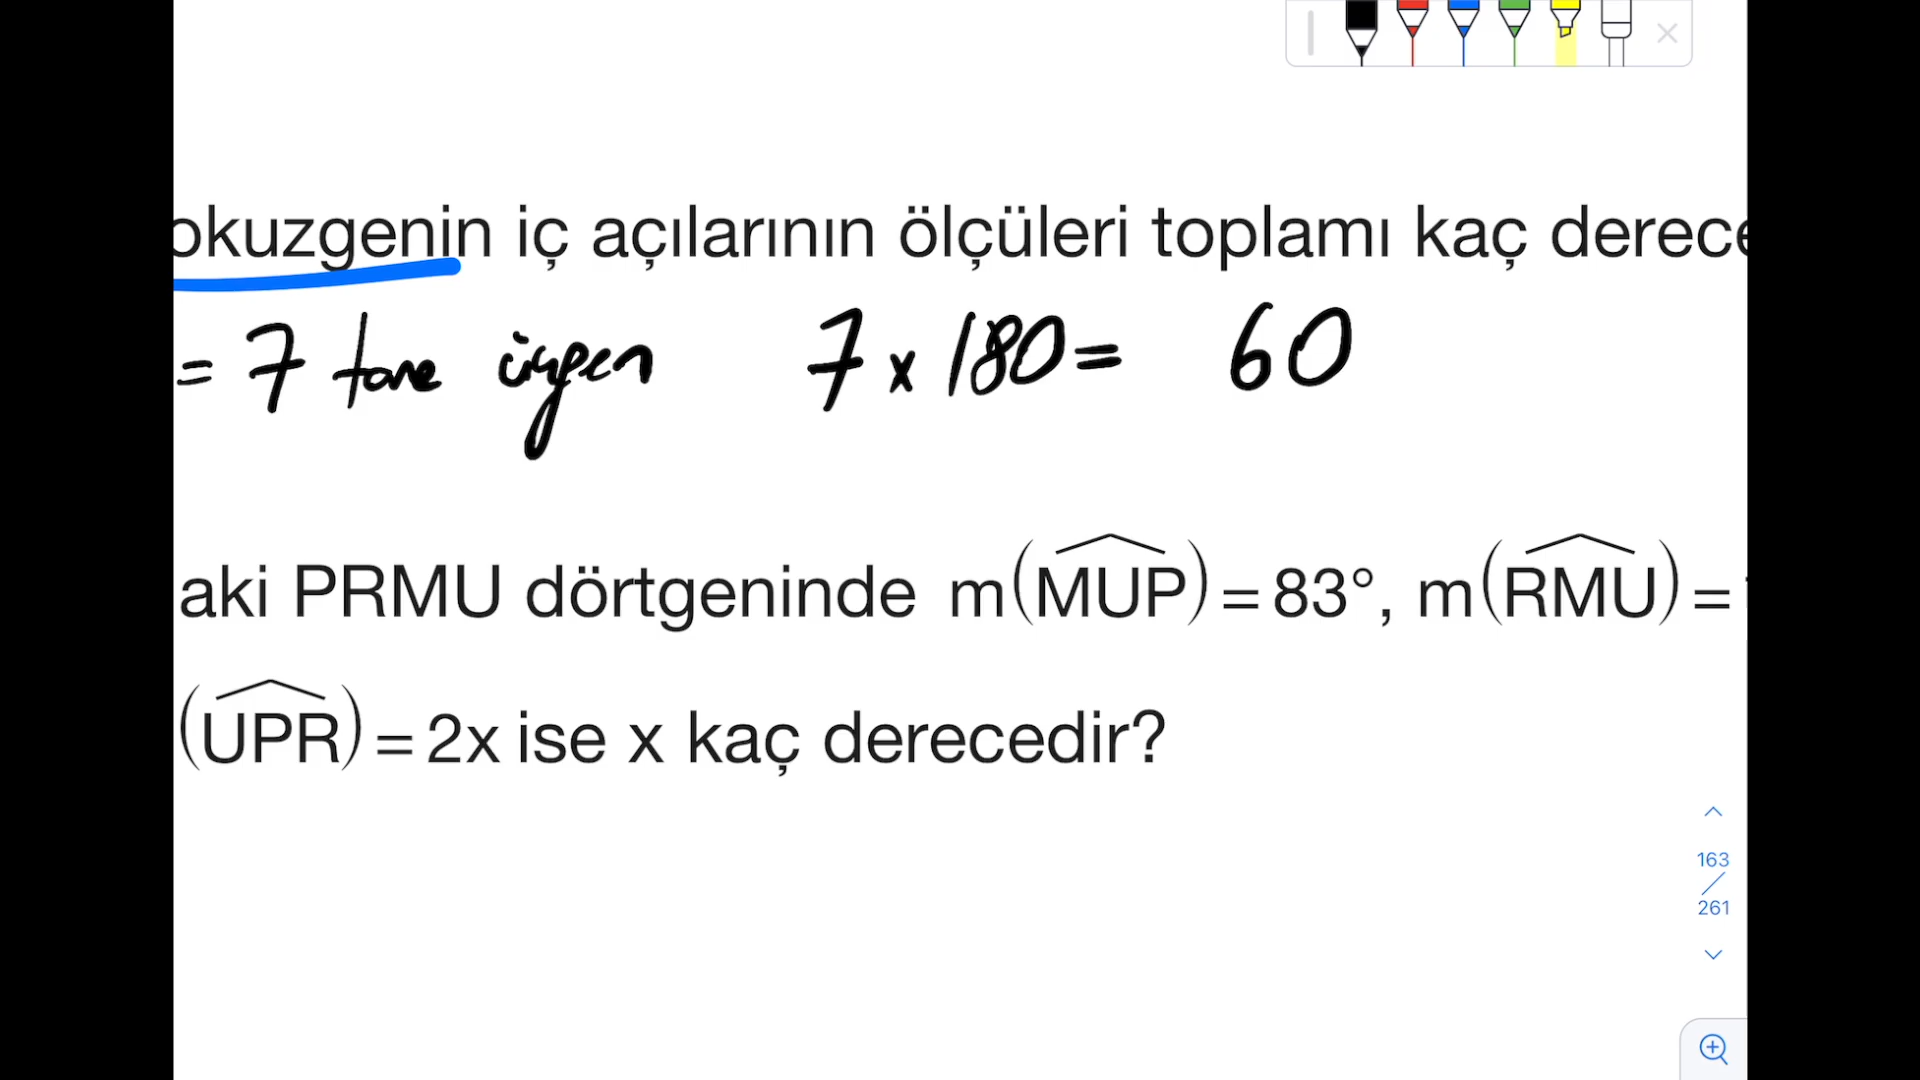 okuzgenin iç açılarının ölçüleri toplamı kaç derece
= 7 tane üçgen 7 x 180 = 60
aki PRMU dörtgeninde m(MUP) = 83°, m(RMU) =
(UPR) = 2x ise x kaç derecedir?
163
261